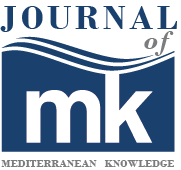 JOURNAL
of
mk
MEDITERRANEAN KNOWLEDGE